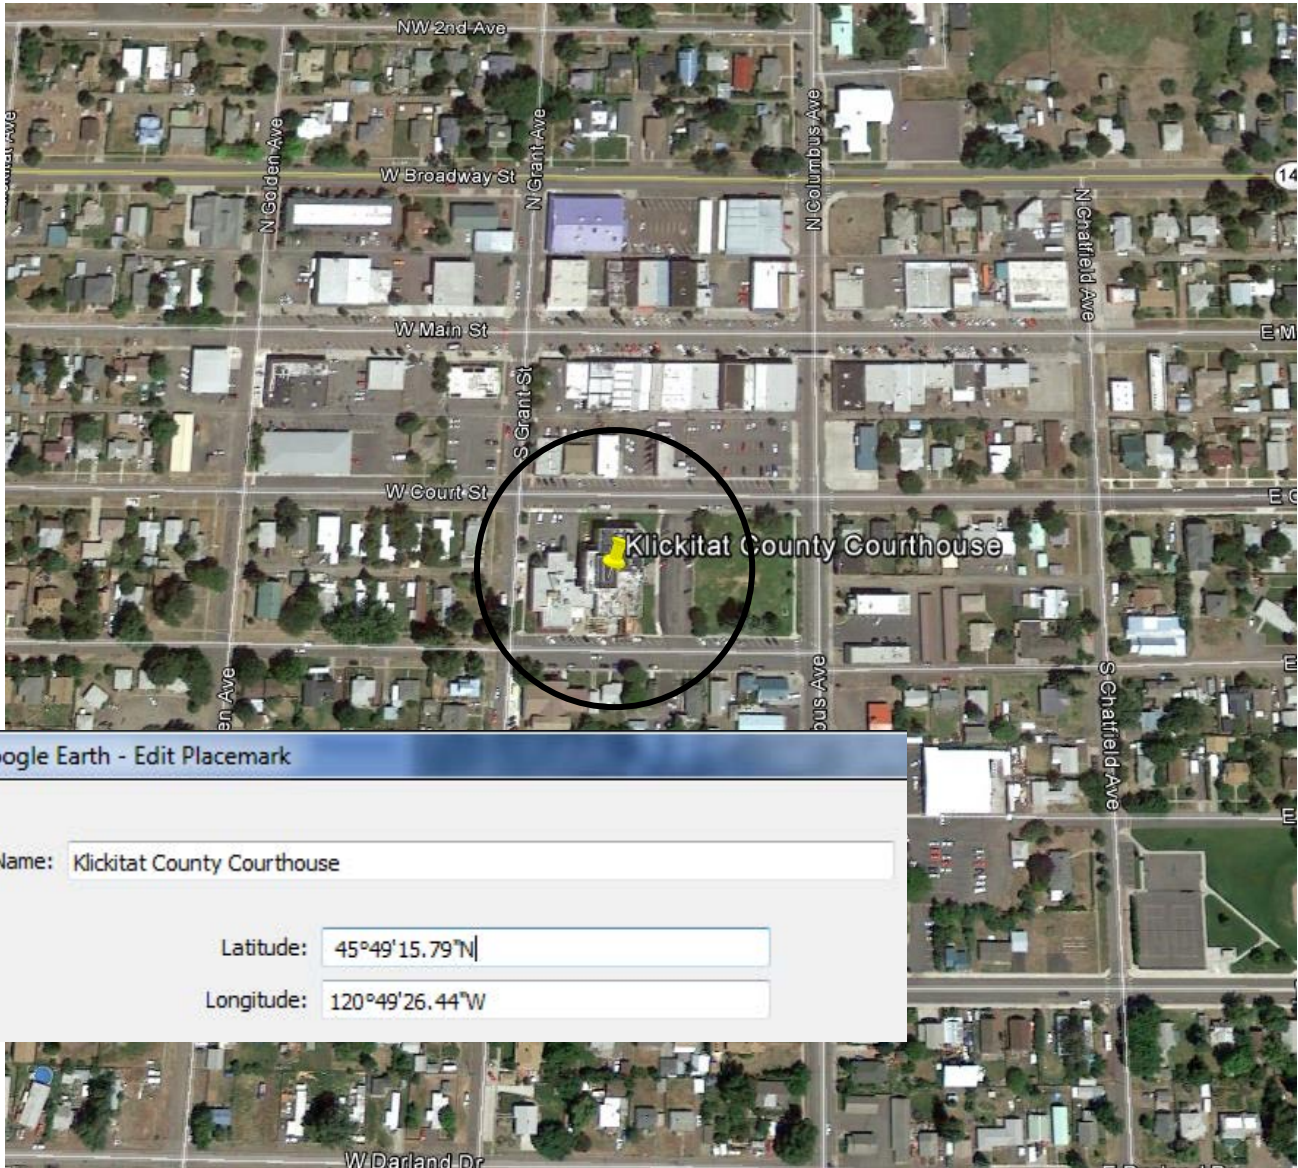 NW 2nd Ave
N Golden Ave
N Grant Ave
N Columbus Ave
W Broadway St
14
N Chatfield Ave
W Main St
E M
S Grant St
W Court St
E C
Klickitat County Courthouse
en Ave
bus Ave
S Chatfield Ave
E
E
oogle Earth - Edit Placemark
Name: Klickitat County Courthouse
Latitude: 45°49'15.79"N
Longitude: 120°49'26.44"W
W Darland Dr